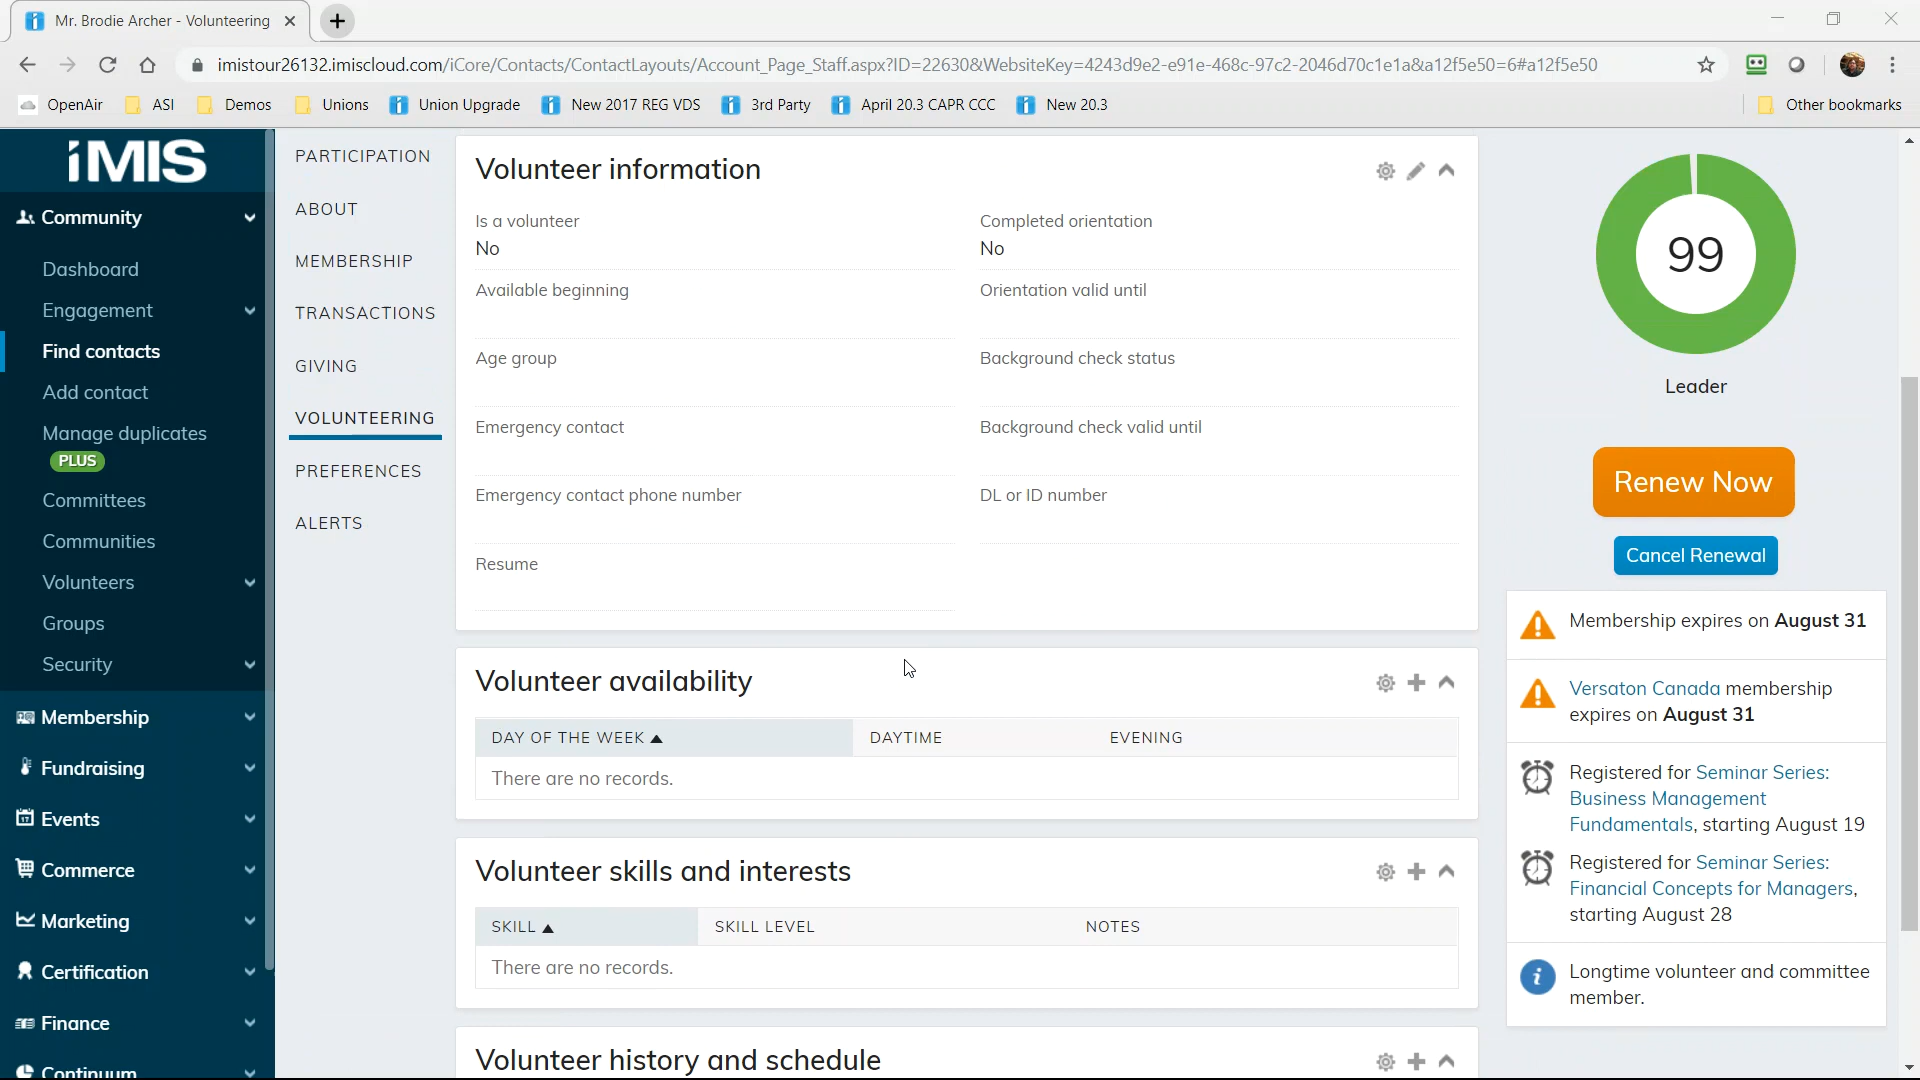 Mr. Brodie Archer - Volunteering
imistour26132.imiscloud.com/iCore/Contacts/ContactLayouts/Account_Page_Staff.aspx?ID=22630&WebsiteKey=4243d9e2-e91e-468c-97c2-2046d70c1e1a&a12f5e50=6#a12f5e50
OpenAir ASI Demos Unions Union Upgrade New 2017 REG VDS 3rd Party April 20.3 CAPR CCC New 20.3 Other bookmarks
iMIS
Community
Dashboard
Engagement
Find contacts
Add contact
Manage duplicates
PLUS
Committees
Communities
Volunteers
Groups
Security
Membership
Fundraising
Events
Commerce
Marketing
Certification
Finance
Continuum
PARTICIPATION
ABOUT
MEMBERSHIP
TRANSACTIONS
GIVING
VOLUNTEERING
PREFERENCES
ALERTS
Volunteer information
Is a volunteer
No
Completed orientation
No
Available beginning
Orientation valid until
Age group
Background check status
Emergency contact
Background check valid until
Emergency contact phone number
DL or ID number
Resume
Volunteer availability
DAY OF THE WEEK DAYTIME EVENING
There are no records.
Volunteer skills and interests
SKILL SKILL LEVEL NOTES
There are no records.
Volunteer history and schedule
99
Leader
Renew Now
Cancel Renewal
Membership expires on August 31
Versaton Canada membership
expires on August 31
Registered for Seminar Series:
Business Management
Fundamentals, starting August 19
Registered for Seminar Series:
Financial Concepts for Managers,
starting August 28
Longtime volunteer and committee
member.